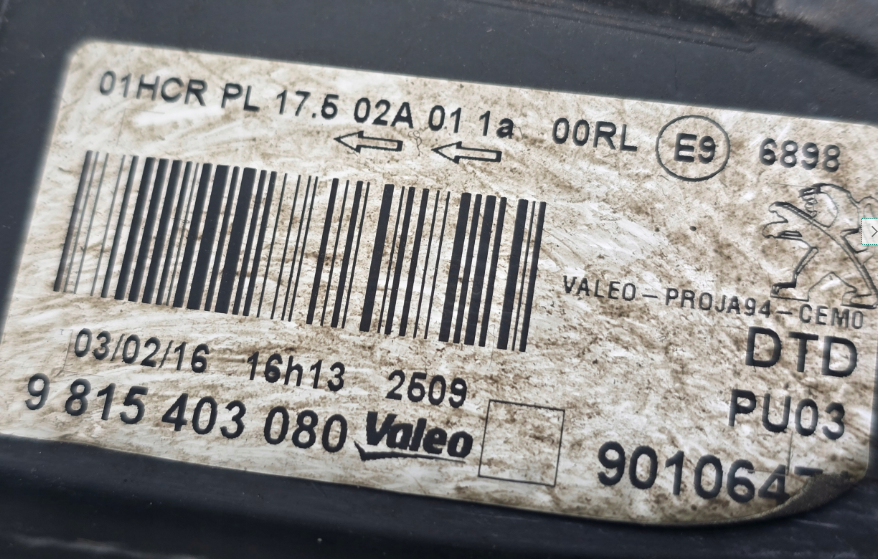 01HCR PL 17.5 02A 01 1a 00RL E9 6898
VALEO-PROJA94-CEMO
DTD
03/02/16 16h13 2609
PU03
9 815 403 080 Valeo
901064